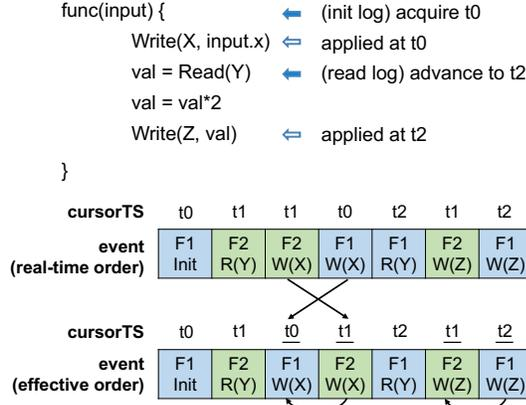 func(input) { (init log) acquire t0
Write(X, input.x) applied at t0
val = Read(Y) (read log) advance to t2
val = val*2
Write(Z, val) applied at t2
}
cursorTS t0 t1 t1 t0 t2 t1 t2
event F1 F2 F2 F1 F1 F2 F1
(real-time order) Init R(Y) W(X) W(X) R(Y) W(Z) W(Z)
cursorTS t0 t1 t0 t1 t2 t1 t2
event F1 F2 F1 F2 F1 F2 F1
(effective order) Init R(Y) W(X) W(X) R(Y) W(Z) W(Z)